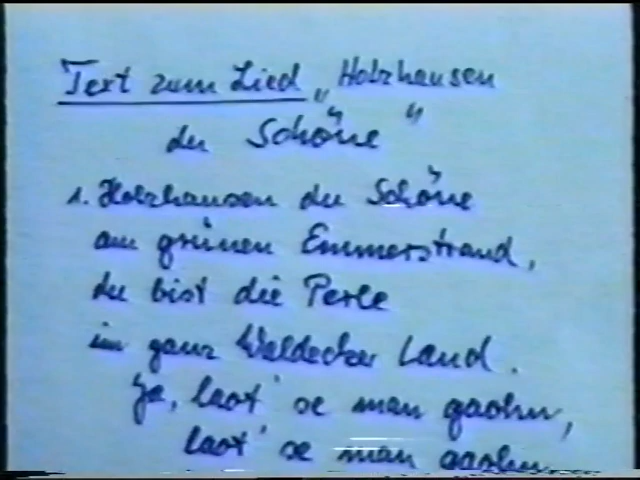 Text zum Lied „Holzhausen
du Schöne"
1. Holzhausen du Schöne
am grünen Emmerstrand,
du bist die Perle
im ganz Waldecker Land.
Ja, laot' se man gaohn,
laot' se man gaohn.